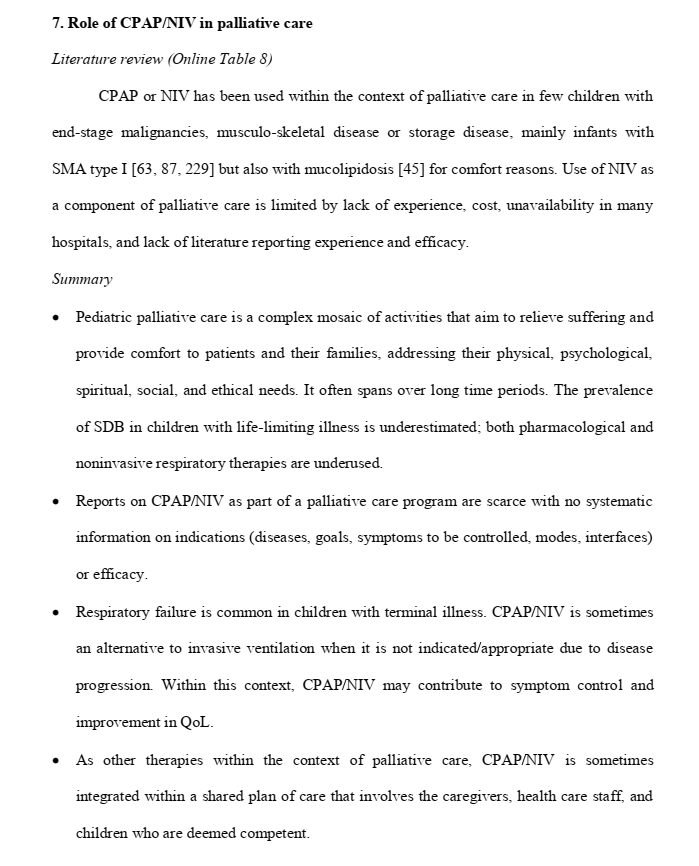 7. Role of CPAP/NIV in palliative care
Literature review (Online Table 8)
CPAP or NIV has been used within the context of palliative care in few children with
end-stage malignancies, musculo-skeletal disease or storage disease, mainly infants with
SMA type I [63, 87, 229] but also with mucolipidosis [45] for comfort reasons. Use of NIV as
a component of palliative care is limited by lack of experience, cost, unavailability in many
hospitals, and lack of literature reporting experience and efficacy.
Summary
• Pediatric palliative care is a complex mosaic of activities that aim to relieve suffering and
provide comfort to patients and their families, addressing their physical, psychological,
spiritual, social, and ethical needs. It often spans over long time periods. The prevalence
of SDB in children with life-limiting illness is underestimated; both pharmacological and
noninvasive respiratory therapies are underused.
• Reports on CPAP/NIV as part of a palliative care program are scarce with no systematic
information on indications (diseases, goals, symptoms to be controlled, modes, interfaces)
or efficacy.
• Respiratory failure is common in children with terminal illness. CPAP/NIV is sometimes
an alternative to invasive ventilation when it is not indicated/appropriate due to disease
progression. Within this context, CPAP/NIV may contribute to symptom control and
improvement in QoL.
• As other therapies within the context of palliative care, CPAP/NIV is sometimes
integrated within a shared plan of care that involves the caregivers, health care staff, and
children who are deemed competent.